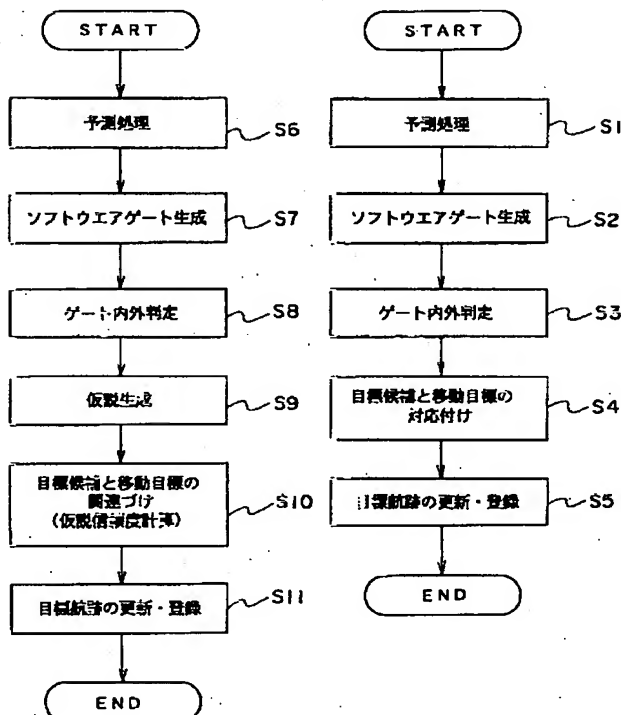 START
予測処理
S6
ソフトウエアゲート生成
S7
ゲート内外判定
S8
仮説生成
S9
目標候補と移動目標の
関連づけ
(仮説信頼度計算)
S10
目標航跡の更新・登録
S11
END
START
予測処理
S1
ソフトウエアゲート生成
S2
ゲート内外判定
S3
目標候補と移動目標の
対応付け
S4
目標航跡の更新・登録
S5
END